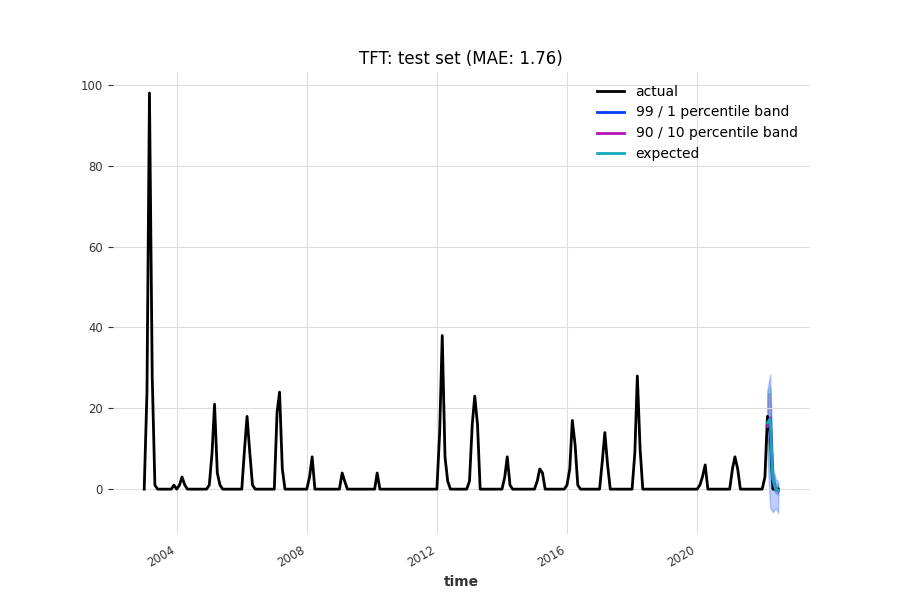 TFT: test set (MAE: 1.76)
100
80
60
40
20
0
actual
99 / 1 percentile band
90 / 10 percentile band
expected
2004
2008
2012
2016
2020
time